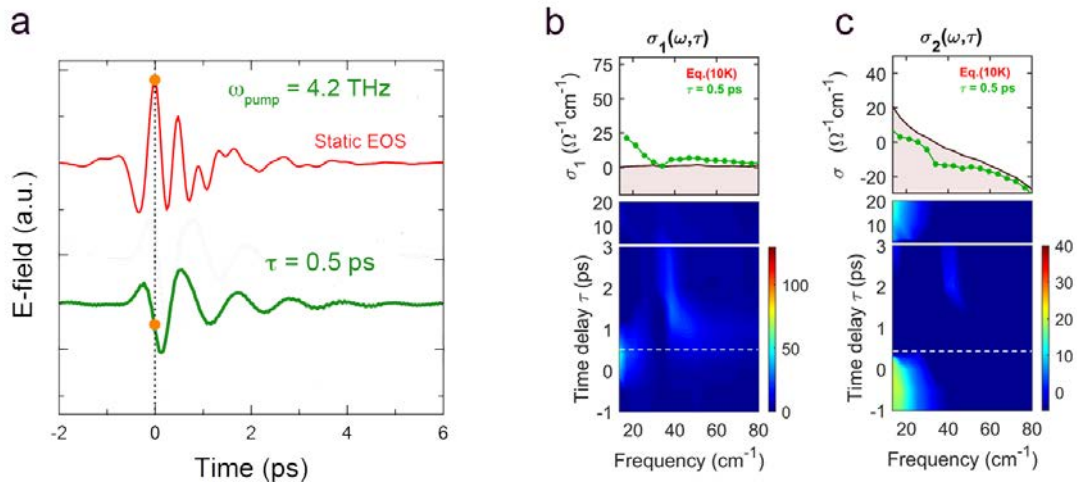 a
ω_pump = 4.2 THz
Static EOS
τ = 0.5 ps
E-field (a.u.)
-2 0 2 4 6
Time (ps)
b
σ₁(ω,τ)
σ₁ (Ω⁻¹cm⁻¹)
75
50
25
0
Eq.(10K)
τ = 0.5 ps
Time delay τ (ps)
20
10
3
2
1
0
-1
100
50
0
20 40 60 80
Frequency (cm⁻¹)
c
σ₂(ω,τ)
σ (Ω⁻¹cm⁻¹)
40
20
0
-20
Eq.(10K)
τ = 0.5 ps
Time delay τ (ps)
20
10
3
2
1
0
-1
40
30
20
10
0
20 40 60 80
Frequency (cm⁻¹)